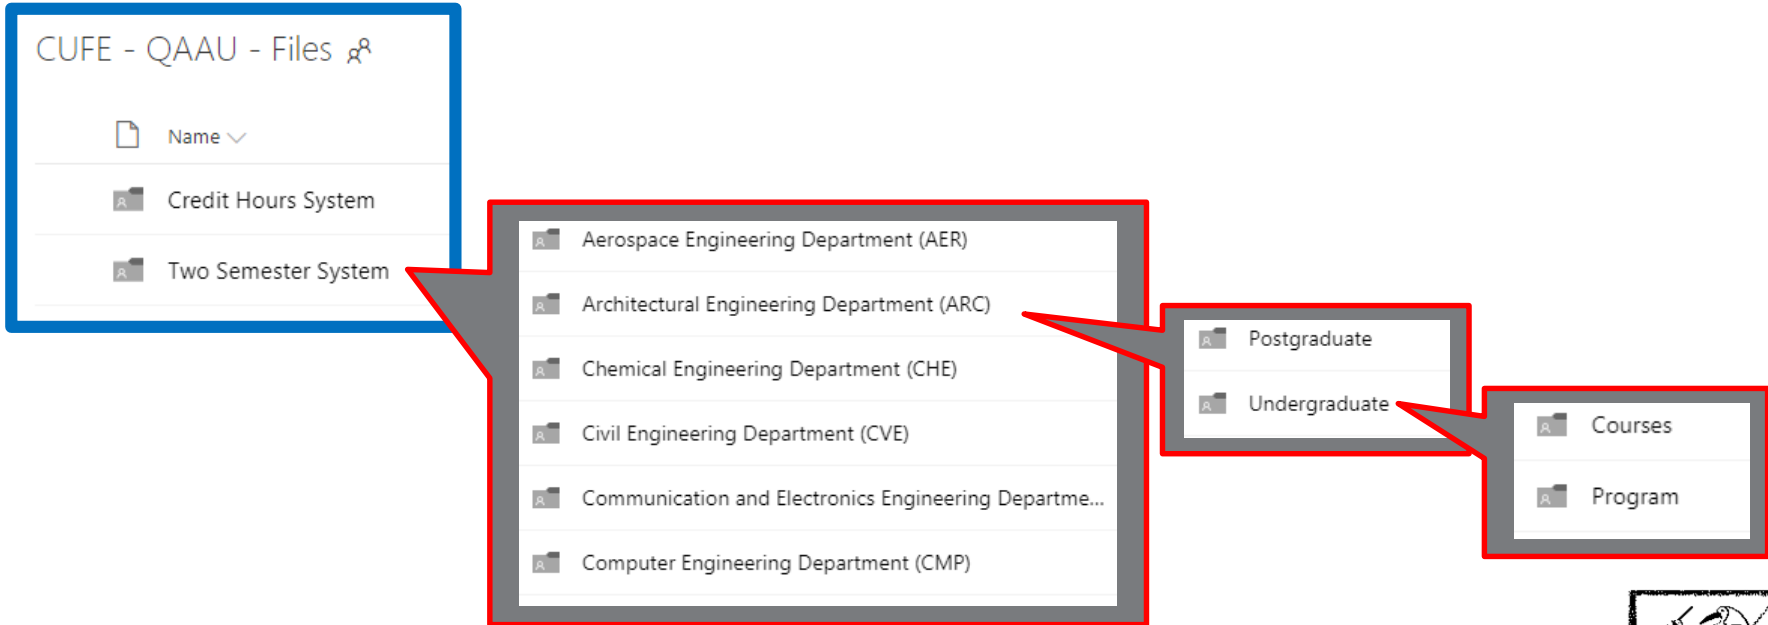 CUFE - QAAU - Files
Name
Credit Hours System
Two Semester System
Aerospace Engineering Department (AER)
Architectural Engineering Department (ARC)
Chemical Engineering Department (CHE)
Civil Engineering Department (CVE)
Communication and Electronics Engineering Departme...
Computer Engineering Department (CMP)
Postgraduate
Undergraduate
Courses
Program